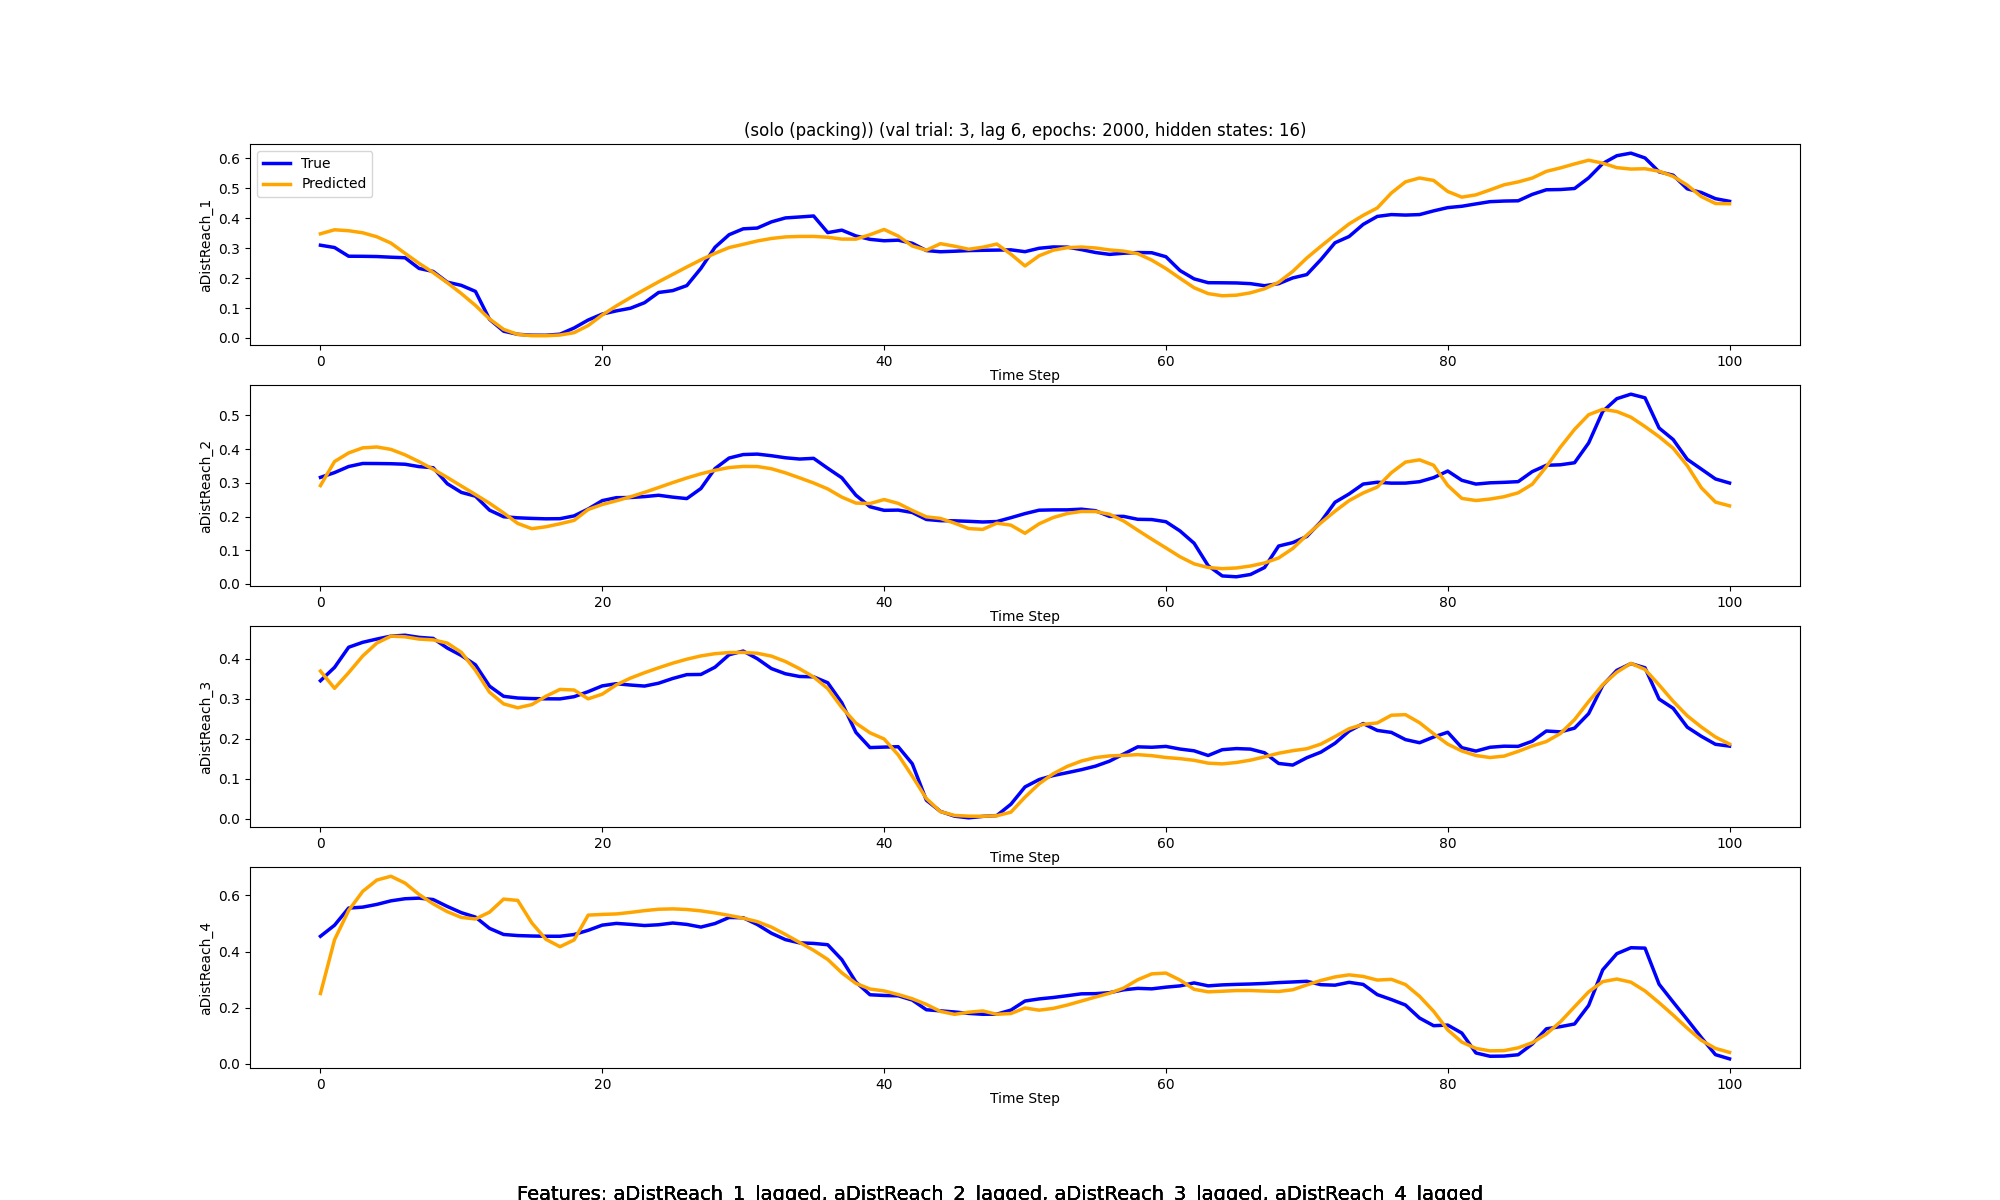 (solo (packing)) (val trial: 3, lag 6, epochs: 2000, hidden states: 16)
True
Predicted
aDistReach_1
0.6
0.5
0.4
0.3
0.2
0.1
0.0
0 20 40 60 80 100
Time Step
aDistReach_2
0.5
0.4
0.3
0.2
0.1
0.0
0 20 40 60 80 100
Time Step
aDistReach_3
0.4
0.3
0.2
0.1
0.0
0 20 40 60 80 100
Time Step
aDistReach_4
0.6
0.4
0.2
0.0
0 20 40 60 80 100
Time Step
Features: aDistReach_1_lagged, aDistReach_2_lagged, aDistReach_3_lagged, aDistReach_4_lagged